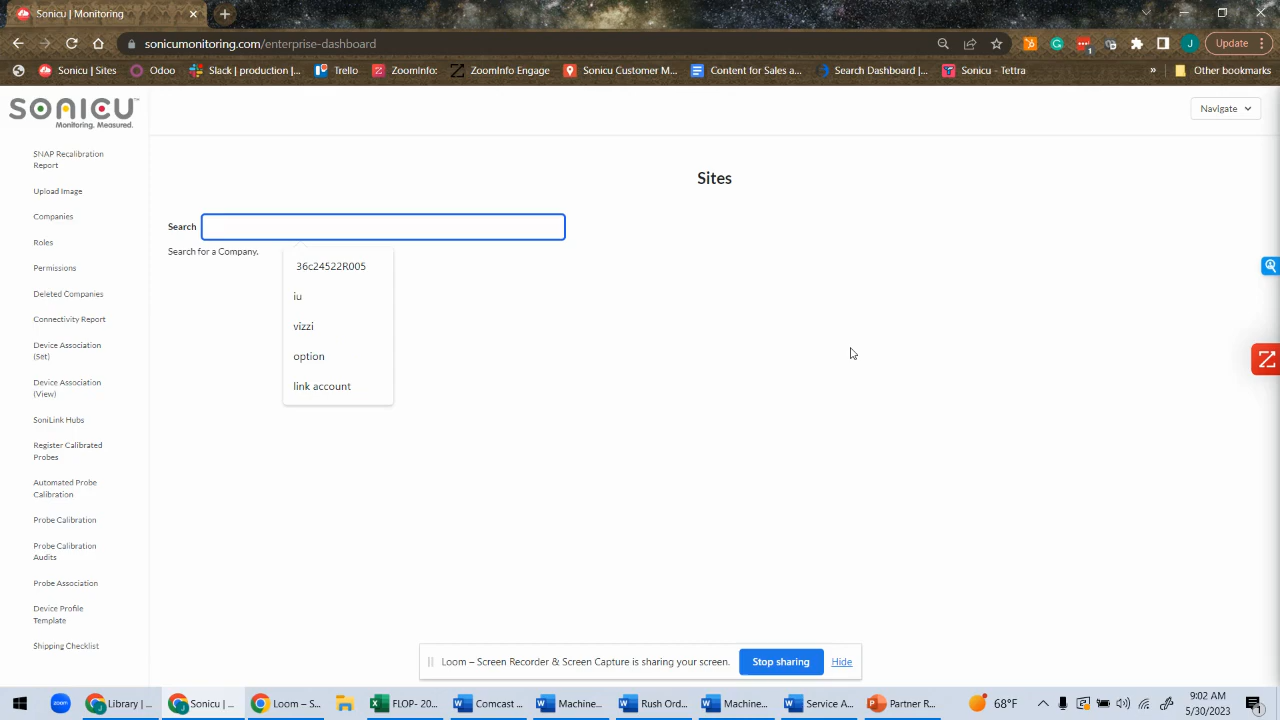 Sonicu | Monitoring
sonicumonitoring.com/enterprise-dashboard
J
Update
Sonicu | Sites
Odoo
Slack | production |...
Trello
ZoomInfo:
ZoomInfo Engage
Sonicu Customer M...
Content for Sales a...
Search Dashboard |...
Sonicu - Tettra
»
Other bookmarks
SONICU™
Monitoring, Measured.
Navigate
SNAP Recalibration
Report
Upload Image
Companies
Roles
Permissions
Deleted Companies
Connectivity Report
Device Association
(Set)
Device Association
(View)
SoniLink Hubs
Register Calibrated
Probes
Automated Probe
Calibration
Probe Calibration
Probe Calibration
Audits
Probe Association
Device Profile
Template
Shipping Checklist
Sites
Search
Search for a Company.
36c24522R005
iu
vizzi
option
link account
Loom – Screen Recorder & Screen Capture is sharing your screen.
Stop sharing
Hide
zoom
Library | ...
Sonicu | ...
Loom – S...
FLOP- 20...
Comcast ...
Machine...
Rush Ord...
Machine...
Service A...
Partner R...
68°F
9:02 AM
5/30/2023
1